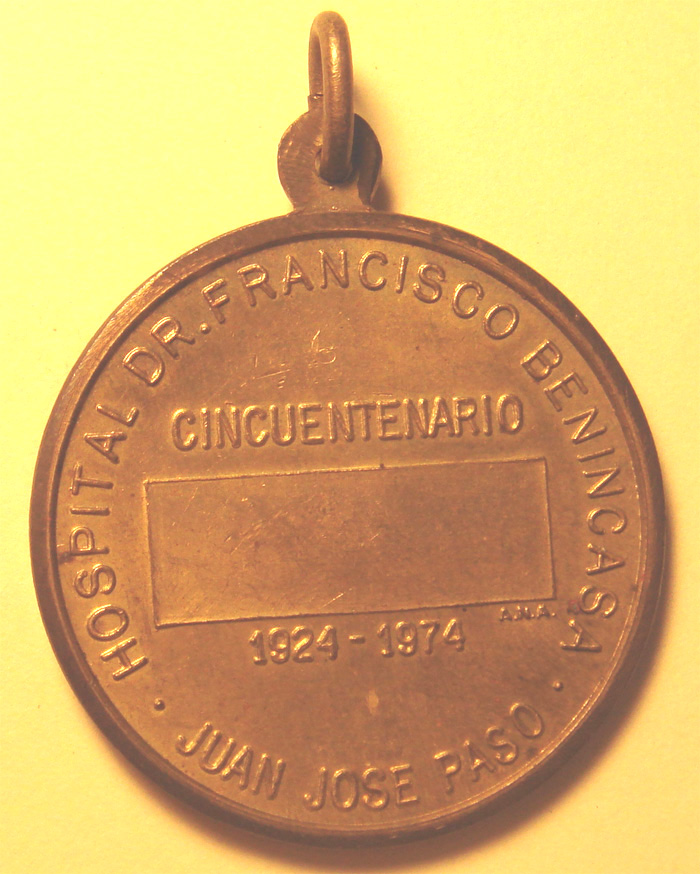 HOSPITAL DR. FRANCISCO BENINCASA
CINCUENTENARIO
A.N.A.
1924 - 1974
· JUAN JOSE PASO ·